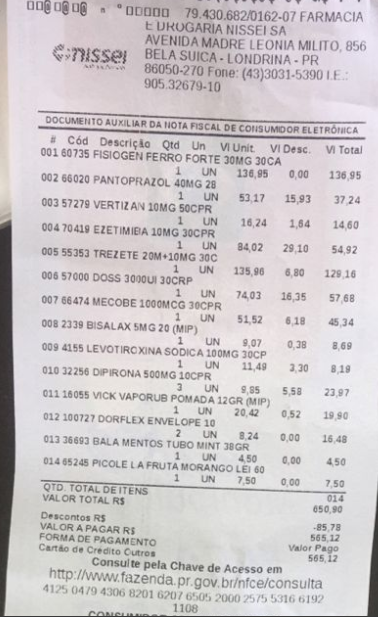 79.430.682/0162-07 FARMACIA
E DROGARIA NISSEI SA
AVENIDA MADRE LEONIA MILITO, 856
BELA SUICA - LONDRINA - PR
86050-270 Fone: (43)3031-5390 I.E.:
905.32679-10
nissei
DOCUMENTO AUXILIAR DA NOTA FISCAL DE CONSUMIDOR ELETRÔNICA
# Cód Descrição Qtd Un Vl Unit. Vl Desc. Vl Total
001 60735 FISIOGEN FERRO FORTE 30MG 30CA
1 UN 136,95 0,00 136,95
002 66020 PANTOPRAZOL 40MG 28
1 UN 53,17 15,93 37,24
003 57279 VERTIZAN 10MG 50CPR
1 UN 16,24 1,64 14,60
004 70419 EZETIMIBIA 10MG 30CPR
1 UN 84,02 29,10 54,92
005 55353 TREZETE 20M+10MG 30C
1 UN 135,96 6,80 129,16
006 57000 DOSS 3000UI 30CRP
1 UN 74,03 16,35 57,68
007 66474 MECOBE 1000MCG 30CPR
1 UN 51,52 6,18 45,34
008 2339 BISALAX 5MG 20 (MIP)
1 UN 9,07 0,38 8,69
009 4155 LEVOTIROXINA SODICA 100MG 30CP
1 UN 11,49 3,30 8,19
010 32256 DIPIRONA 500MG 10CPR
3 UN 9,85 5,58 23,97
011 16055 VICK VAPORUB POMADA 12GR (MIP)
1 UN 20,42 0,52 19,90
012 100727 DORFLEX ENVELOPE 10
2 UN 8,24 0,00 16,48
013 36693 BALA MENTOS TUBO MINT 38GR
1 UN 4,50 0,00 4,50
014 65245 PICOLE LA FRUTA MORANGO LEI 60
1 UN 7,50 0,00 7,50
QTD. TOTAL DE ITENS 014
VALOR TOTAL R$ 650,90
Descontos R$ -85,78
VALOR A PAGAR R$ 565,12
FORMA DE PAGAMENTO Valor Pago
Cartão de Crédito Outros 565,12
Consulte pela Chave de Acesso em
http://www.fazenda.pr.gov.br/nfce/consulta
4125 0479 4306 8201 6207 6505 2000 2575 5316 6192
1108